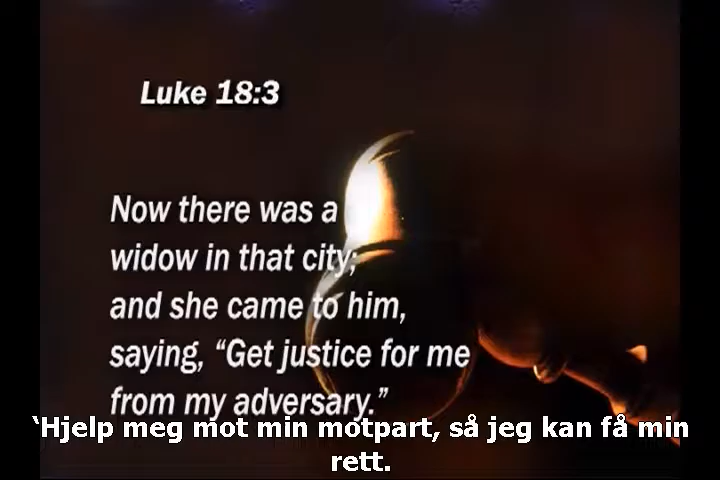 Luke 18:3
Now there was a
widow in that city;
and she came to him,
saying, “Get justice for me
from my adversary.”
‘Hjelp meg mot min motpart, så jeg kan få min
rett.